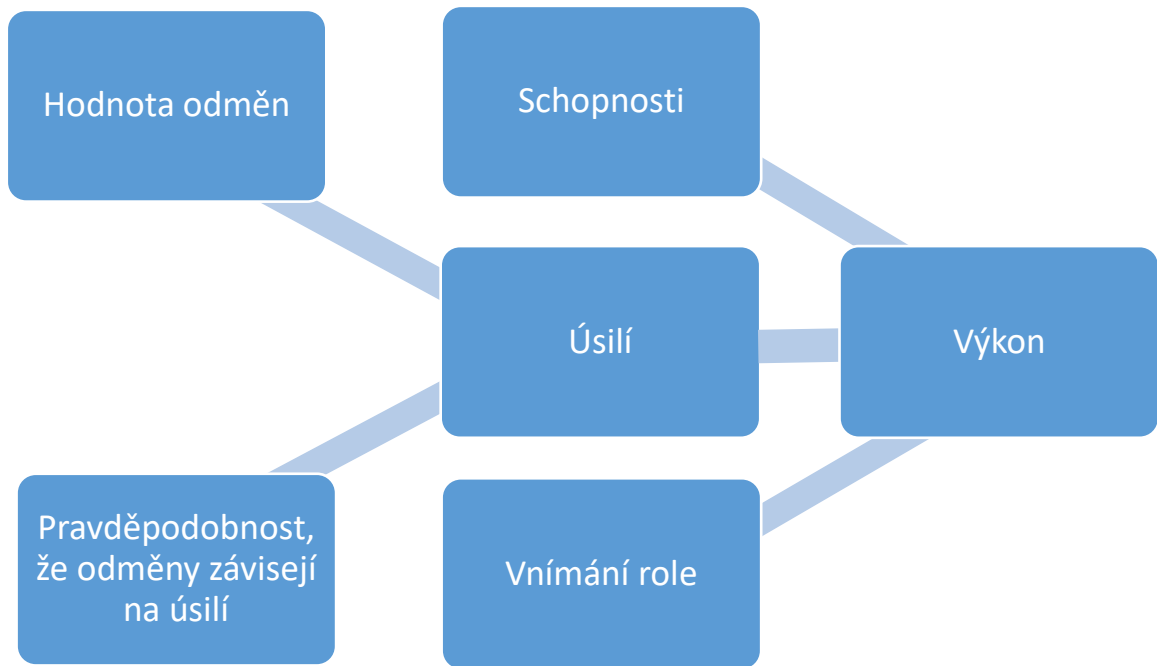 Hodnota odměn
Schopnosti
Úsilí
Výkon
Pravděpodobnost,
že odměny závisejí
na úsilí
Vnímání role